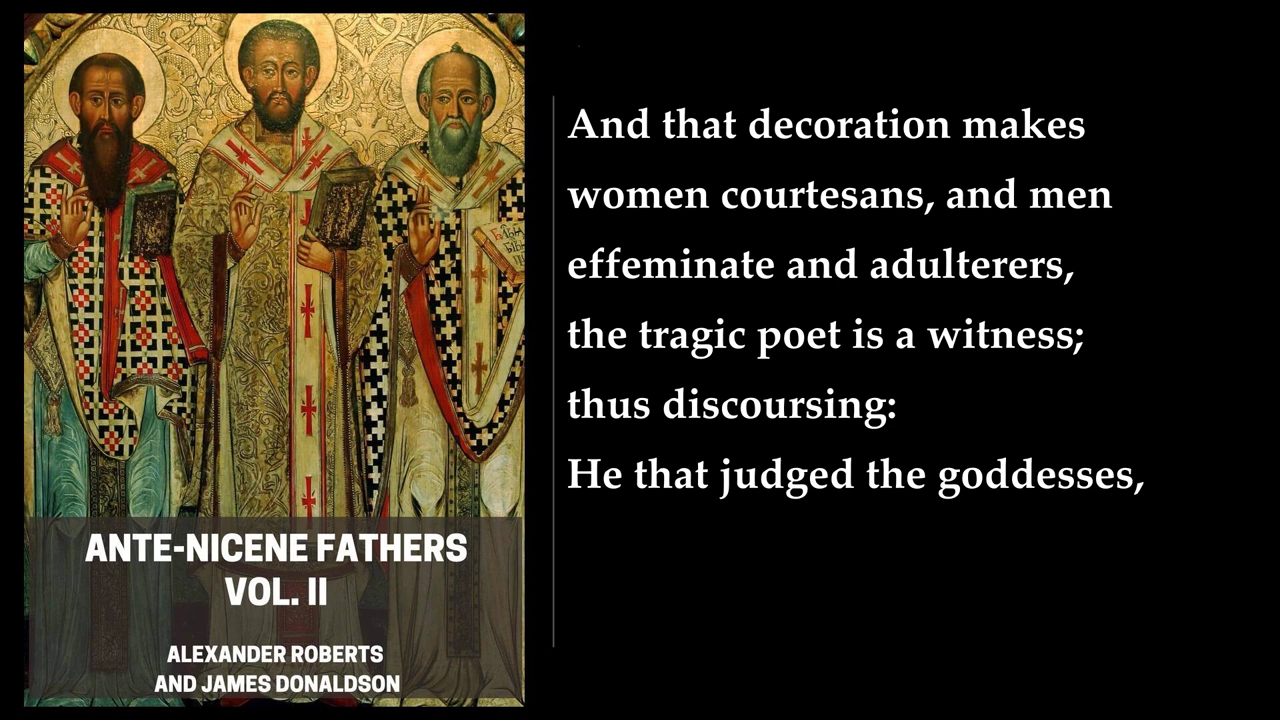 ANTE-NICENE FATHERS
VOL. II
ALEXANDER ROBERTS
AND JAMES DONALDSON
And that decoration makes
women courtesans, and men
effeminate and adulterers,
the tragic poet is a witness;
thus discoursing:
He that judged the goddesses,